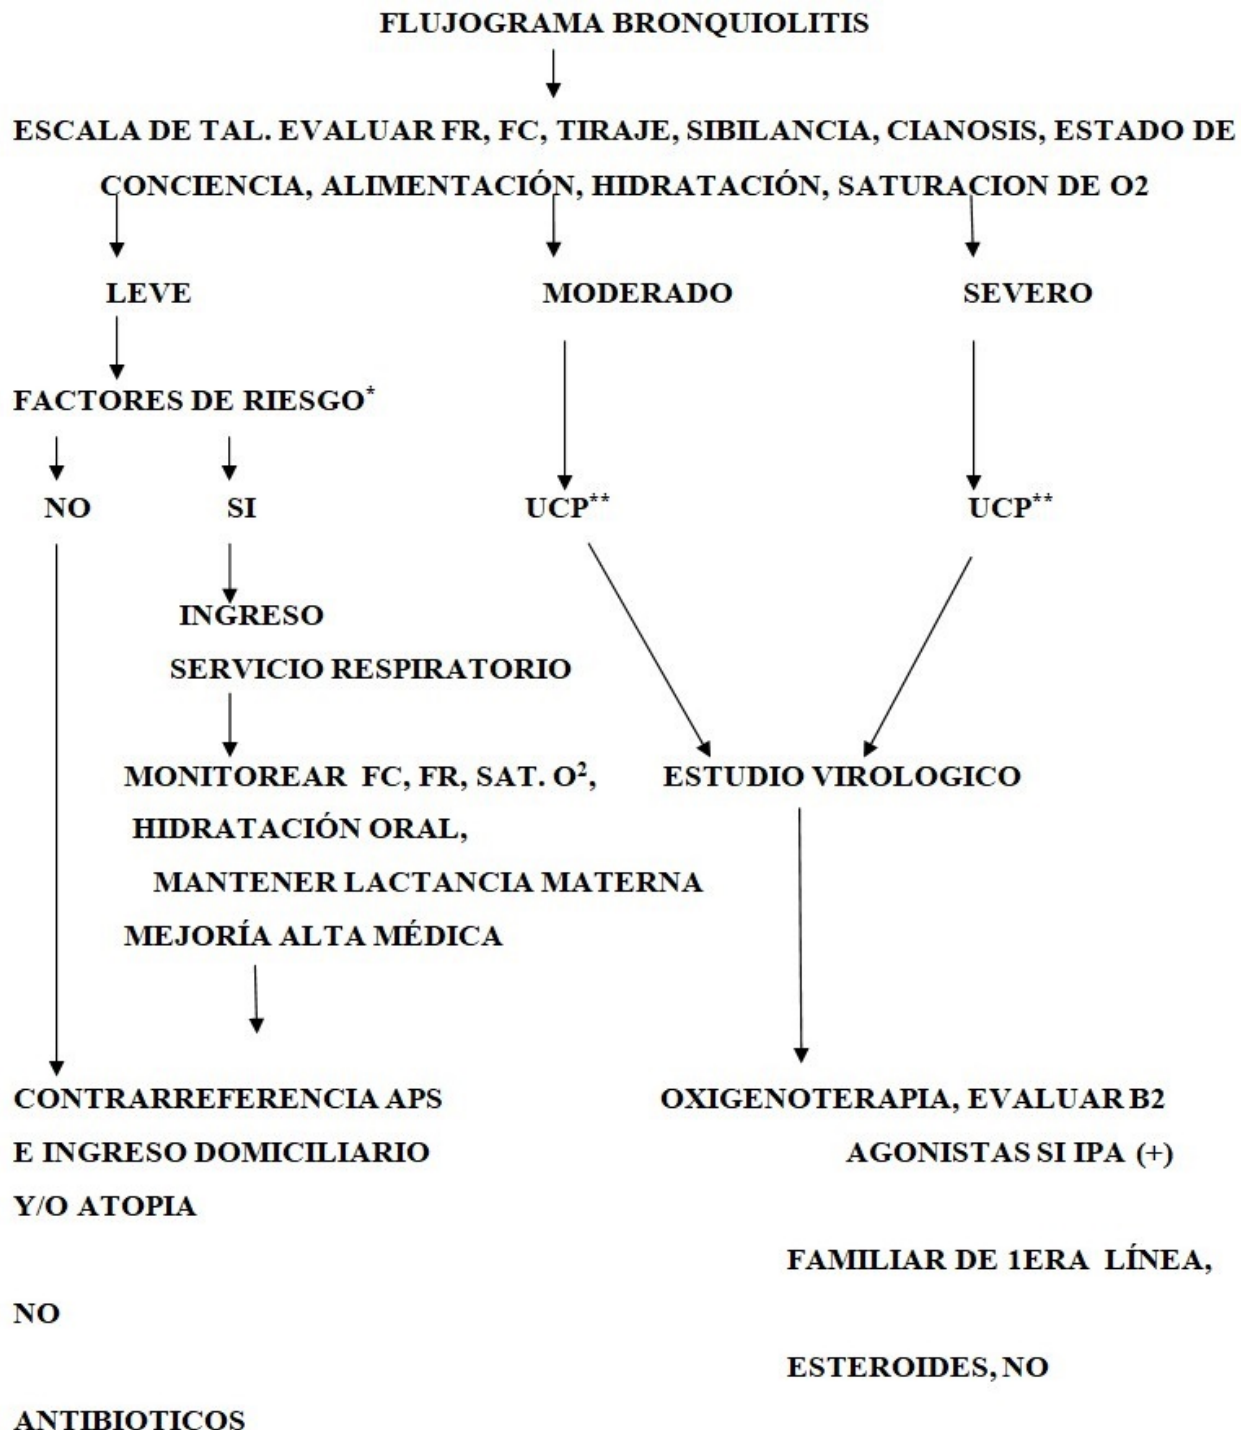 FLUJOGRAMA BRONQUIOLITIS
ESCALA DE TAL. EVALUAR FR, FC, TIRAJE, SIBILANCIA, CIANOSIS, ESTADO DE
CONCIENCIA, ALIMENTACIÓN, HIDRATACIÓN, SATURACION DE O2
LEVE MODERADO SEVERO
FACTORES DE RIESGO*
NO SI UCP** UCP**
INGRESO
SERVICIO RESPIRATORIO
MONITOREAR FC, FR, SAT. O², ESTUDIO VIROLOGICO
HIDRATACIÓN ORAL,
MANTENER LACTANCIA MATERNA
MEJORÍA ALTA MÉDICA
CONTRARREFERENCIA APS OXIGENOTERAPIA, EVALUAR B2
E INGRESO DOMICILIARIO AGONISTAS SI IPA (+)
Y/O ATOPIA
FAMILIAR DE 1ERA LÍNEA,
NO
ESTEROIDES, NO
ANTIBIOTICOS